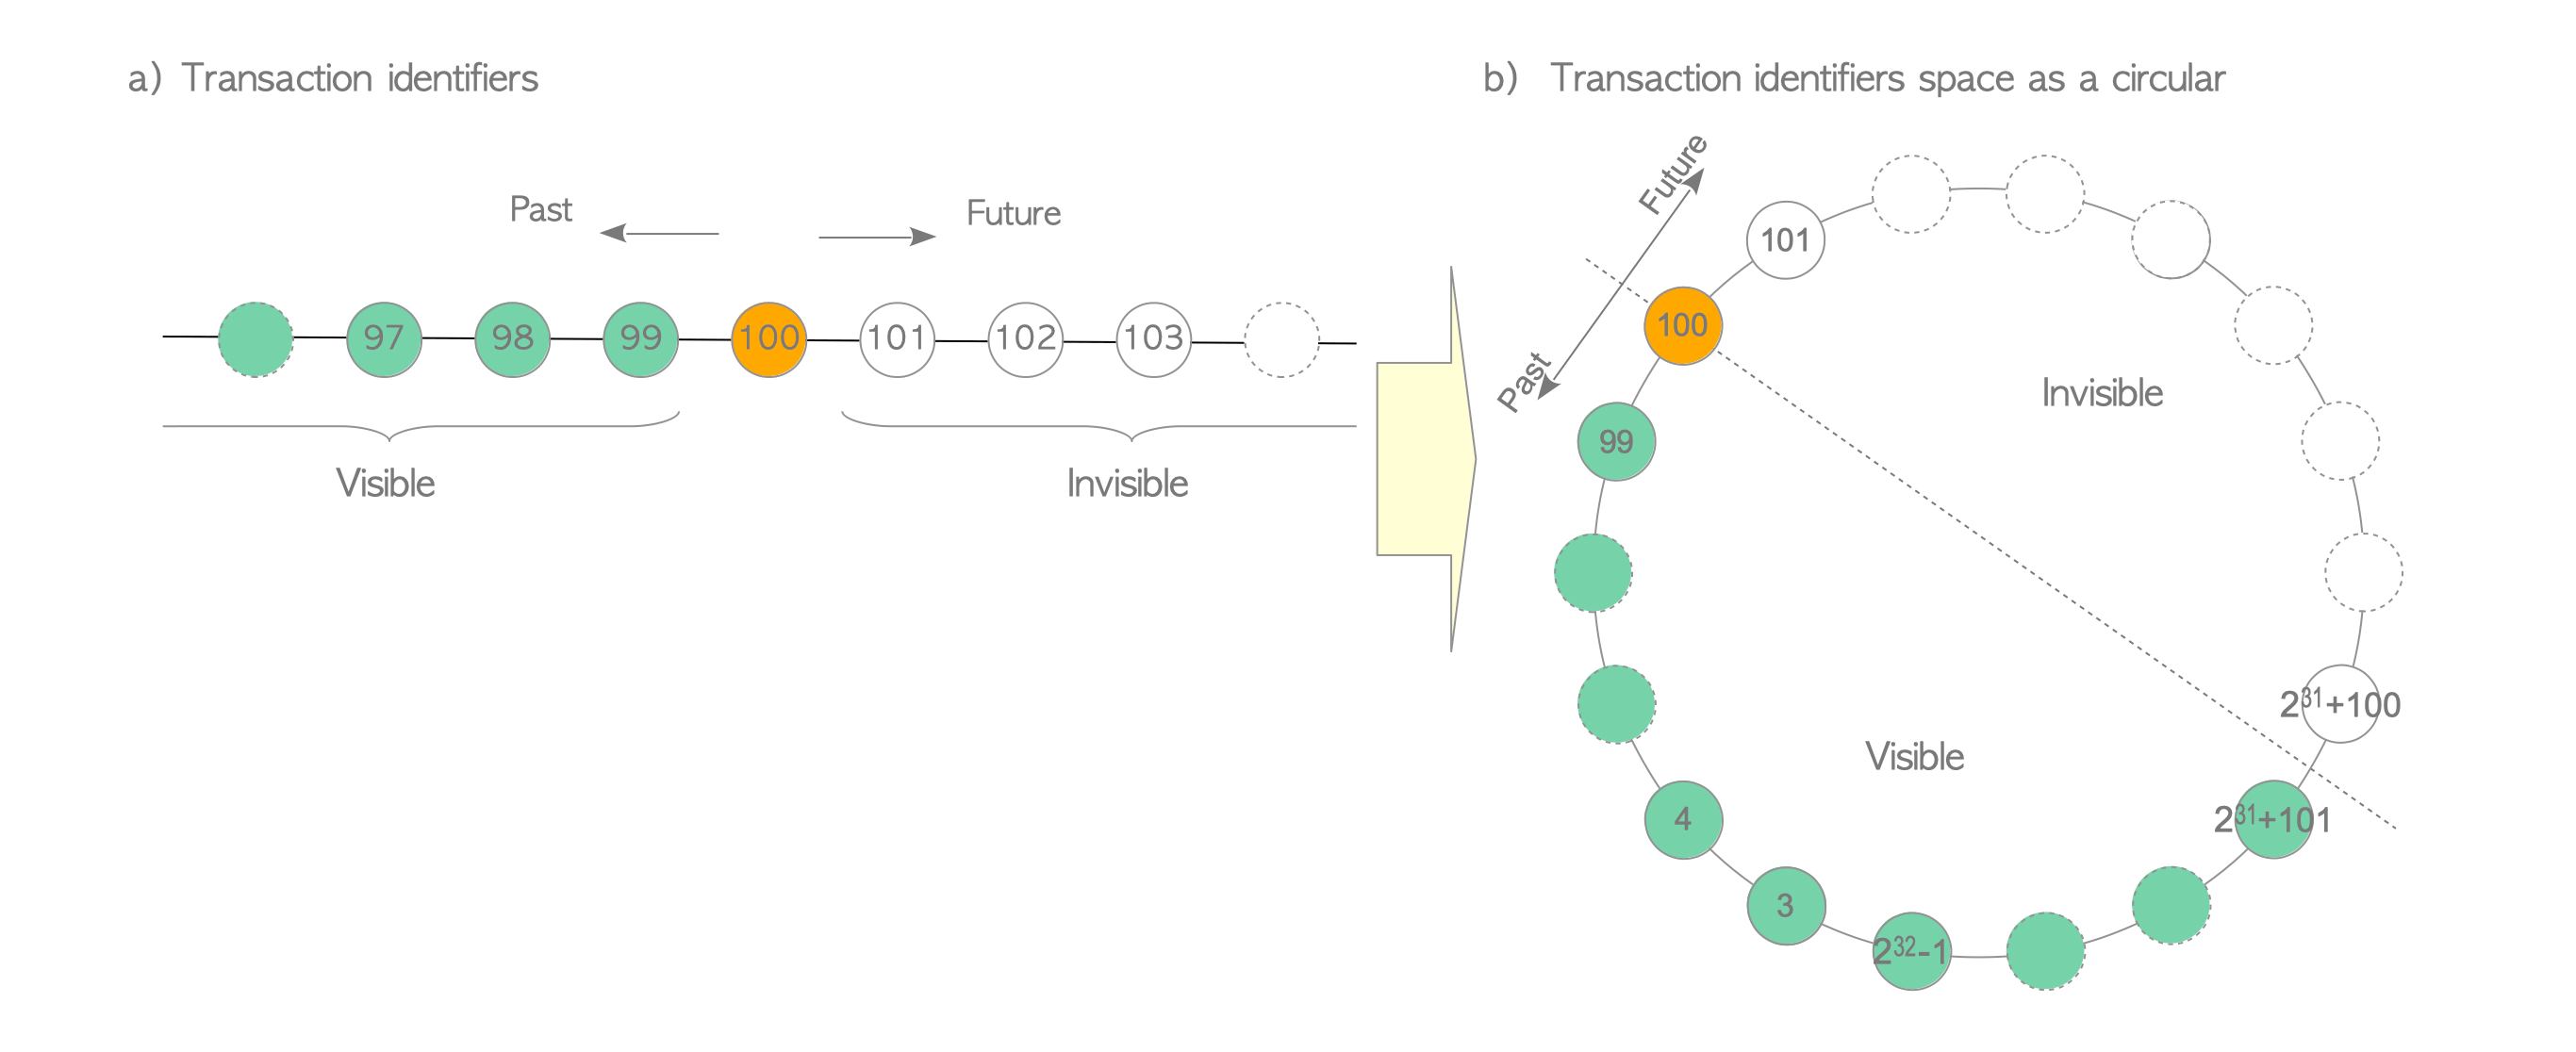 a) Transaction identifiers
Past
Future
97
98
99
100
101
102
103
Visible
Invisible
b) Transaction identifiers space as a circular
Future
Past
101
100
99
Invisible
Visible
2³¹+100
2³¹+101
4
3
2³²-1